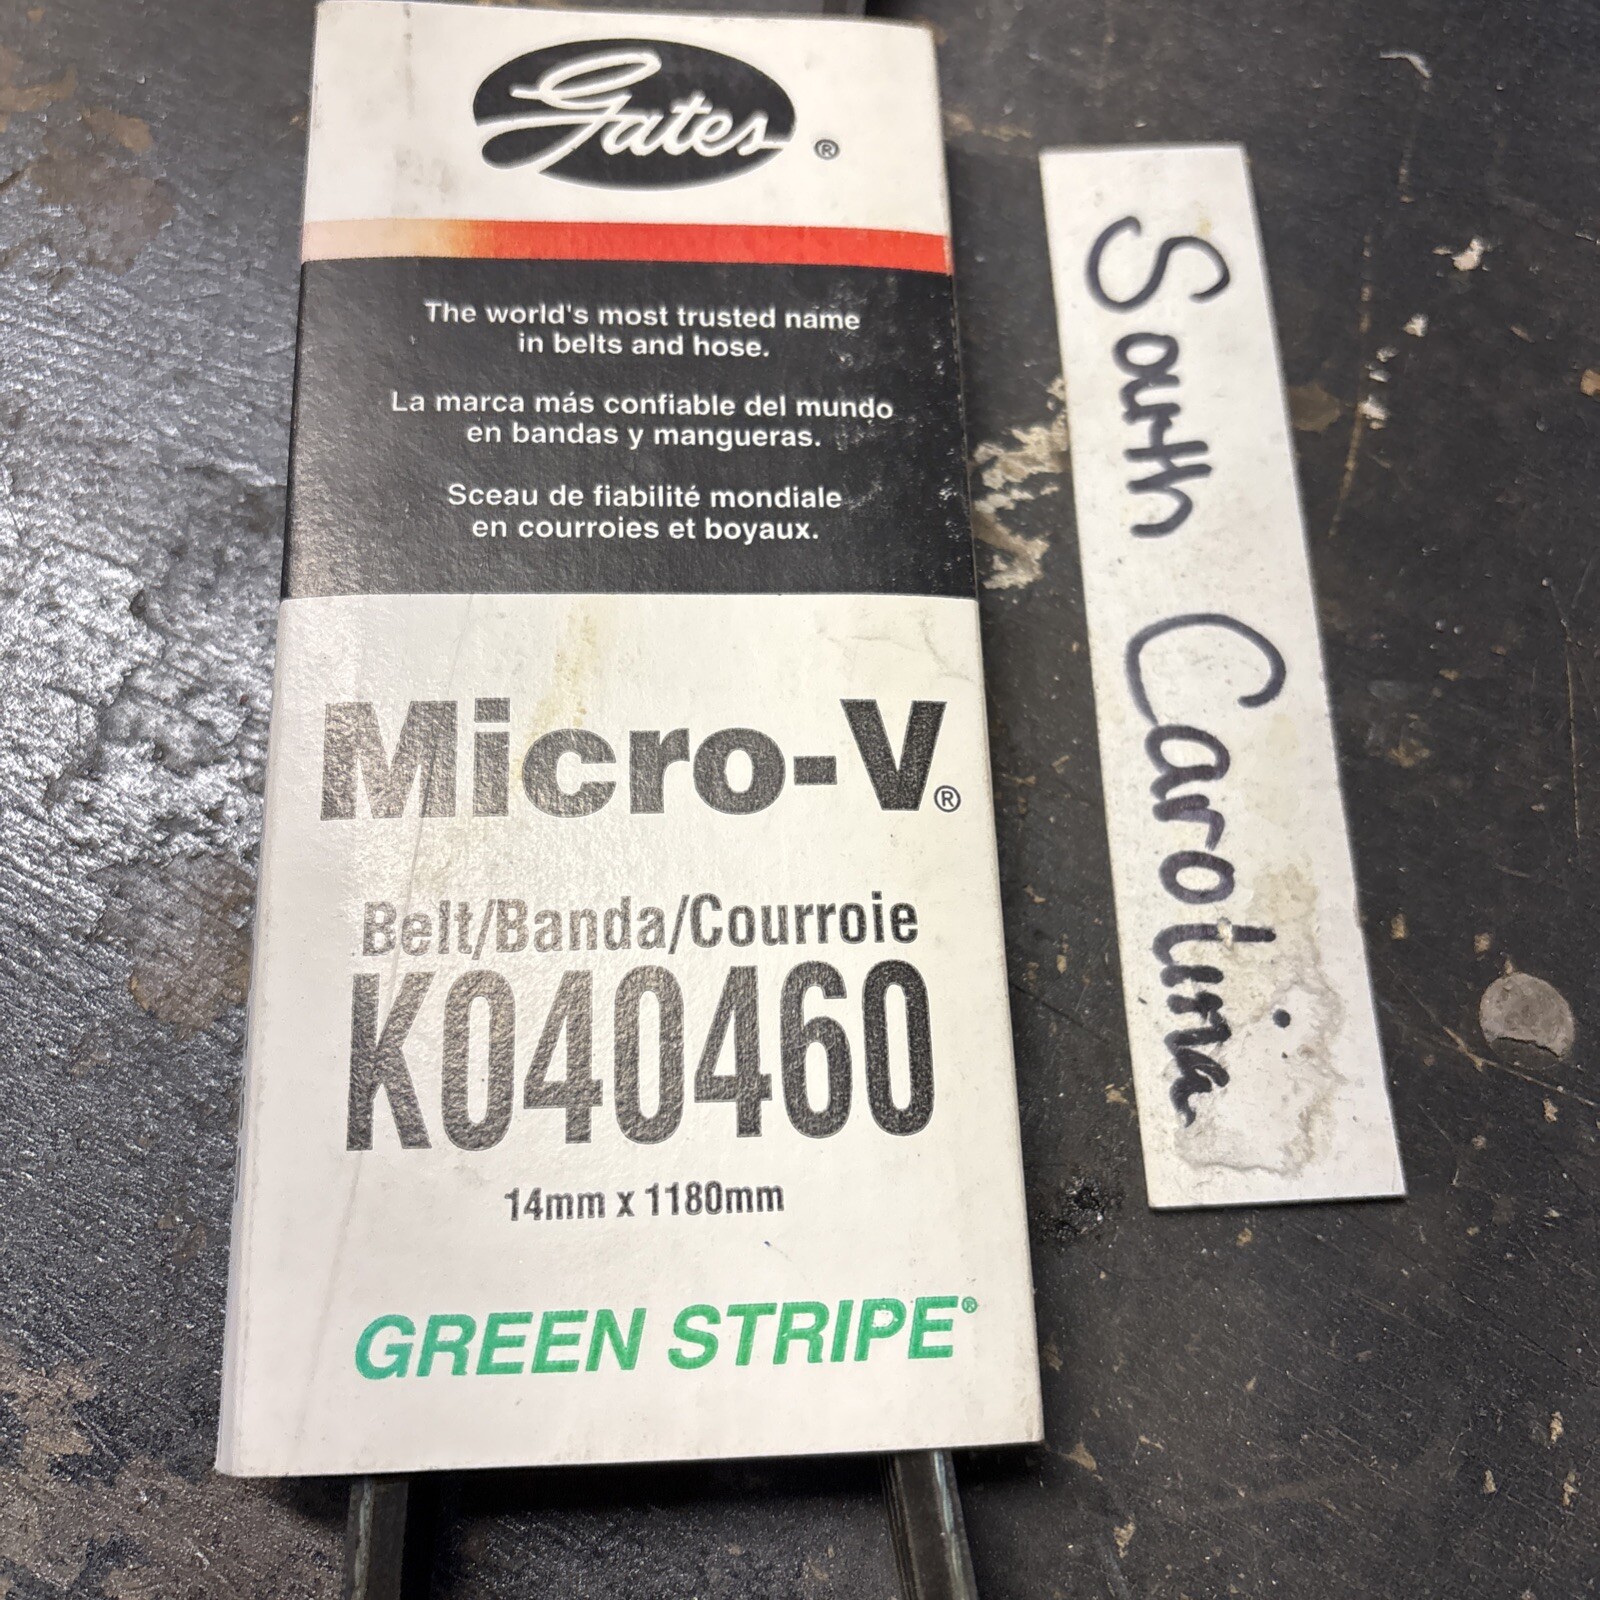 Gates®
The world's most trusted name
in belts and hose.
La marca más confiable del mundo
en bandas y mangueras.
Sceau de fiabilité mondiale
en courroies et boyaux.
Micro-V®
Belt/Banda/Courroie
K040460
14mm x 1180mm
GREEN STRIPE®
South Carolina